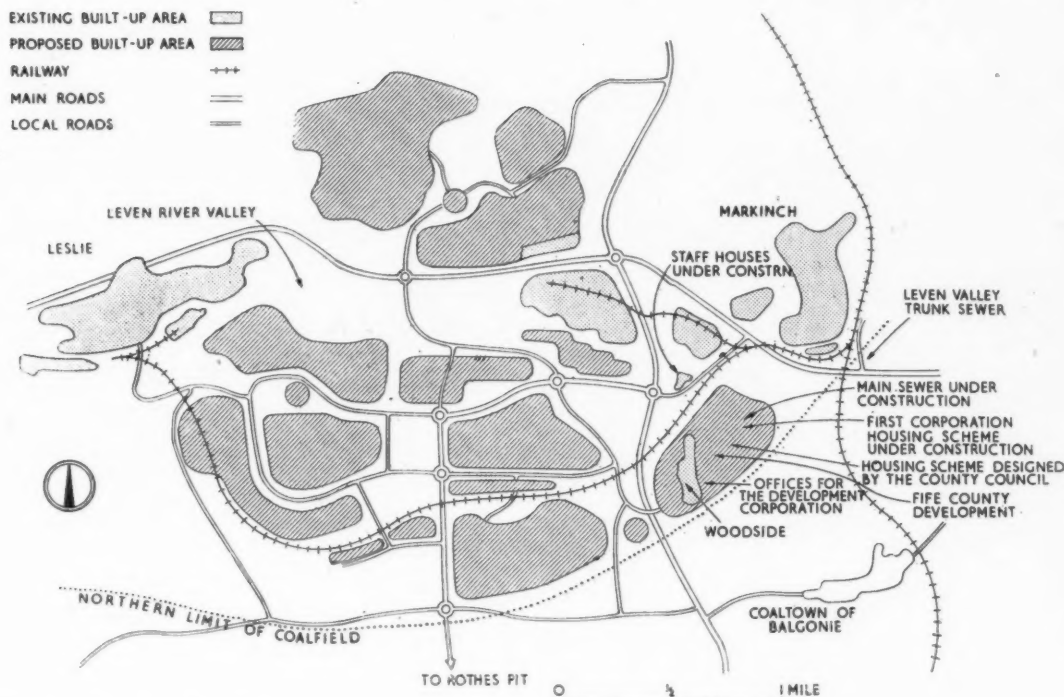 EXISTING BUILT-UP AREA
PROPOSED BUILT-UP AREA
RAILWAY
MAIN ROADS
LOCAL ROADS
LEVEN RIVER VALLEY
LESLIE
MARKINCH
STAFF HOUSES
UNDER CONSTRN.
LEVEN VALLEY
TRUNK SEWER
MAIN SEWER UNDER
CONSTRUCTION
FIRST CORPORATION
HOUSING SCHEME
UNDER CONSTRUCTION
HOUSING SCHEME DESIGNED
BY THE COUNTY COUNCIL
OFFICES FOR
THE DEVELOPMENT
CORPORATION
FIFE COUNTY
DEVELOPMENT
WOODSIDE
NORTHERN LIMIT OF COALFIELD
COALTOWN OF
BALGONIE
TO ROTHES PIT
0 ½ 1 MILE